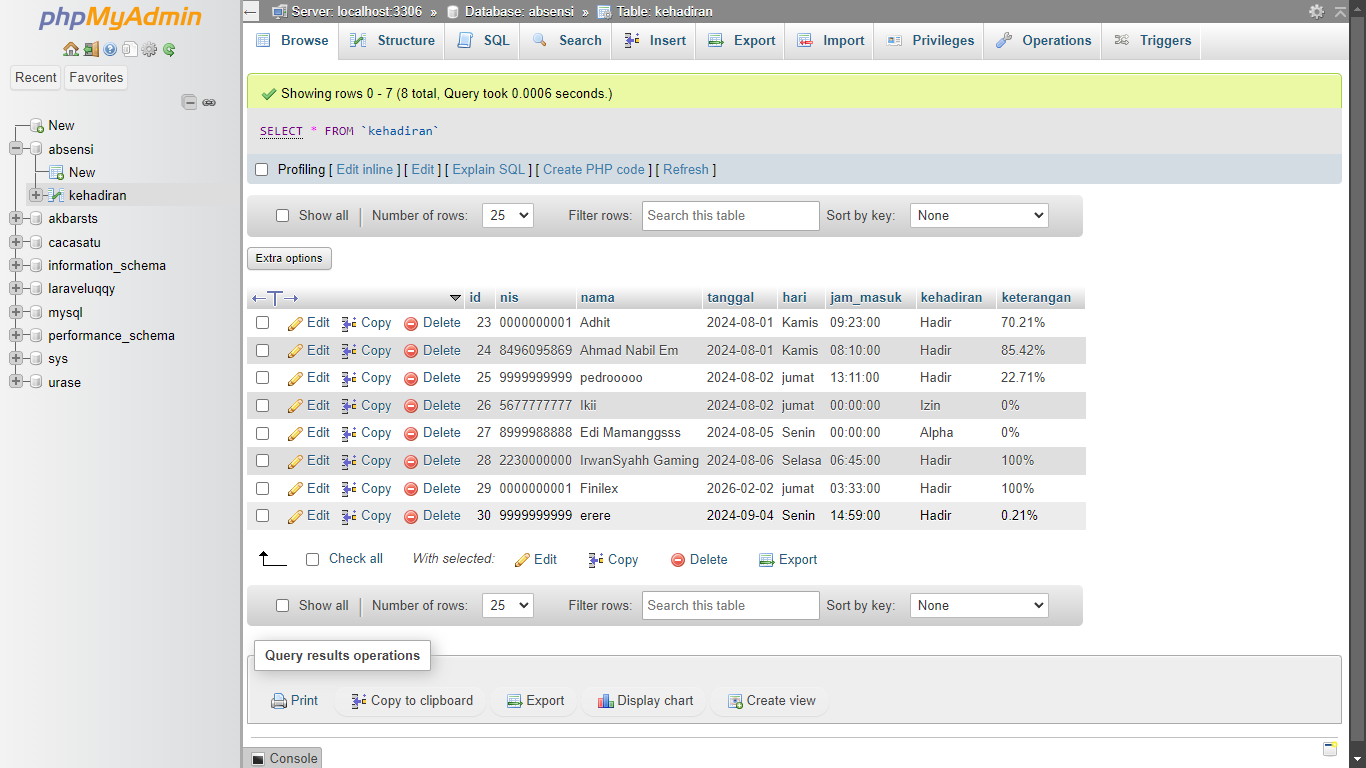 phpMyAdmin
Recent Favorites
New
absensi
New
kehadiran
akbarsts
cacasatu
information_schema
laraveluqqy
mysql
performance_schema
sys
urase
Server: localhost:3306 » Database: absensi » Table: kehadiran
Browse Structure SQL Search Insert Export Import Privileges Operations Triggers
Showing rows 0 - 7 (8 total, Query took 0.0006 seconds.)
SELECT * FROM `kehadiran`
Profiling [ Edit inline ] [ Edit ] [ Explain SQL ] [ Create PHP code ] [ Refresh ]
Show all Number of rows: 25 Filter rows: Search this table Sort by key: None
Extra options
←T→ id nis nama tanggal hari jam_masuk kehadiran keterangan
Edit Copy Delete 23 0000000001 Adhit 2024-08-01 Kamis 09:23:00 Hadir 70.21%
Edit Copy Delete 24 8496095869 Ahmad Nabil Em 2024-08-01 Kamis 08:10:00 Hadir 85.42%
Edit Copy Delete 25 9999999999 pedrooooo 2024-08-02 jumat 13:11:00 Hadir 22.71%
Edit Copy Delete 26 5677777777 Ikii 2024-08-02 jumat 00:00:00 Izin 0%
Edit Copy Delete 27 8999988888 Edi Mamanggsss 2024-08-05 Senin 00:00:00 Alpha 0%
Edit Copy Delete 28 2230000000 IrwanSyahh Gaming 2024-08-06 Selasa 06:45:00 Hadir 100%
Edit Copy Delete 29 0000000001 Finilex 2026-02-02 jumat 03:33:00 Hadir 100%
Edit Copy Delete 30 9999999999 erere 2024-09-04 Senin 14:59:00 Hadir 0.21%
Check all With selected: Edit Copy Delete Export
Show all Number of rows: 25 Filter rows: Search this table Sort by key: None
Query results operations
Print Copy to clipboard Export Display chart Create view
Console